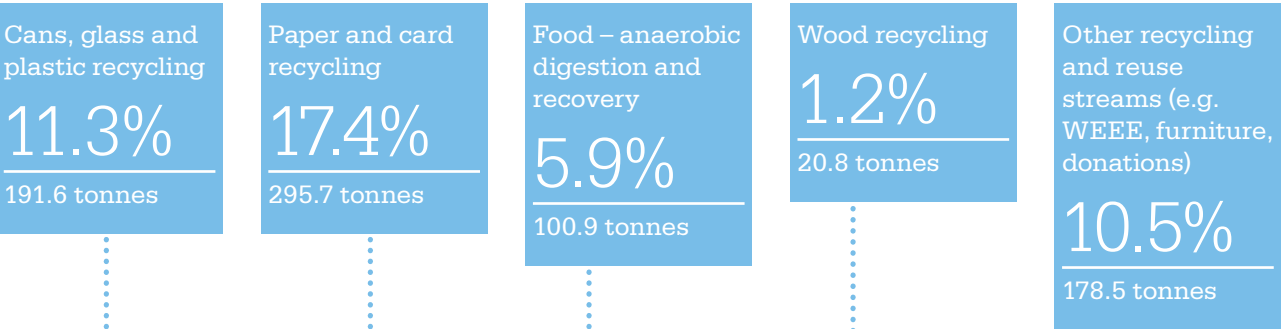 Cans, glass and
plastic recycling
11.3%
191.6 tonnes
Paper and card
recycling
17.4%
295.7 tonnes
Food – anaerobic
digestion and
recovery
5.9%
100.9 tonnes
Wood recycling
1.2%
20.8 tonnes
Other recycling
and reuse
streams (e.g.
WEEE, furniture,
donations)
10.5%
178.5 tonnes